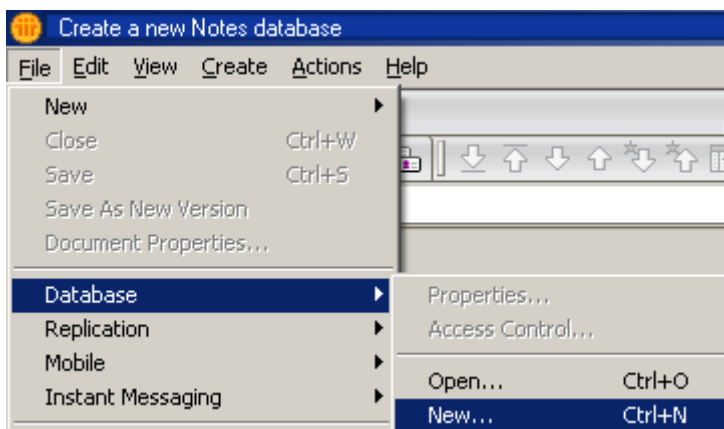 Create a new Notes database
File Edit View Create Actions Help
New
Close Ctrl+W
Save Ctrl+S
Save As New Version
Document Properties...
Database
Replication
Mobile
Instant Messaging
Properties...
Access Control...
Open... Ctrl+O
New... Ctrl+N